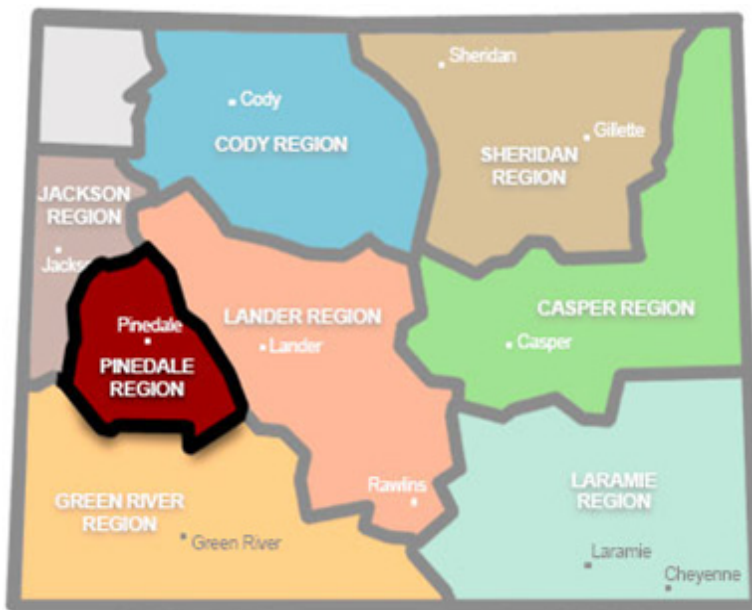 Sheridan
Cody
Gillette
CODY REGION
SHERIDAN
REGION
JACKSON
REGION
Jackso
CASPER REGION
LANDER REGION
Pinedale
Casper
Lander
PINEDALE
REGION
Rawlins
LARAMIE
REGION
GREEN RIVER
REGION
Green River
Laramie
Cheyenne